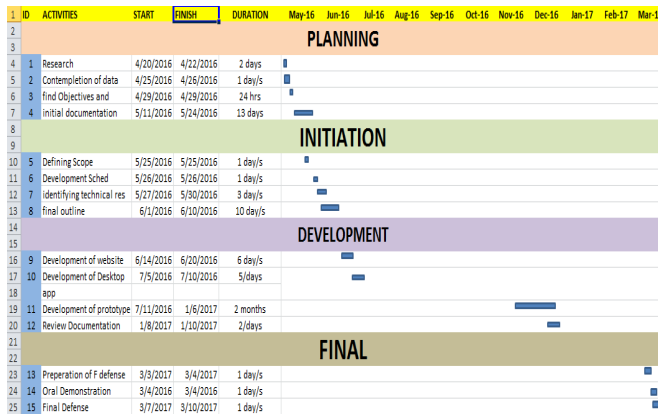 1 ID ACTIVITIES START FINISH DURATION May-16 Jun-16 Jul-16 Aug-16 Sep-16 Oct-16 Nov-16 Dec-16 Jan-17 Feb-17 Mar-1
2
PLANNING
3
4 1 Research 4/20/2016 4/22/2016 2 days
5 2 Contempletion of data 4/25/2016 4/26/2016 1 day/s
6 3 find Objectives and 4/29/2016 4/29/2016 24 hrs
7 4 initial documentation 5/11/2016 5/24/2016 13 days
8
INITIATION
9
10 5 Defining Scope 5/25/2016 5/25/2016 1 day/s
11 6 Development Sched 5/26/2016 5/26/2016 1 day/s
12 7 identifying technical res 5/27/2016 5/30/2016 3 day/s
13 8 final outline 6/1/2016 6/10/2016 10 day/s
14
DEVELOPMENT
15
16 9 Development of website 6/14/2016 6/20/2016 6 day/s
17 10 Development of Desktop 7/5/2016 7/10/2016 5/days
18 app
19 11 Development of prototype 7/11/2016 1/6/2017 2 months
20 12 Review Documentation 1/8/2017 1/10/2017 2/days
21
FINAL
22
23 13 Preperation of F defense 3/3/2017 3/4/2017 1 day/s
24 14 Oral Demonstration 3/4/2016 3/4/2016 1 day/s
25 15 Final Defense 3/7/2017 3/10/2017 1 day/s